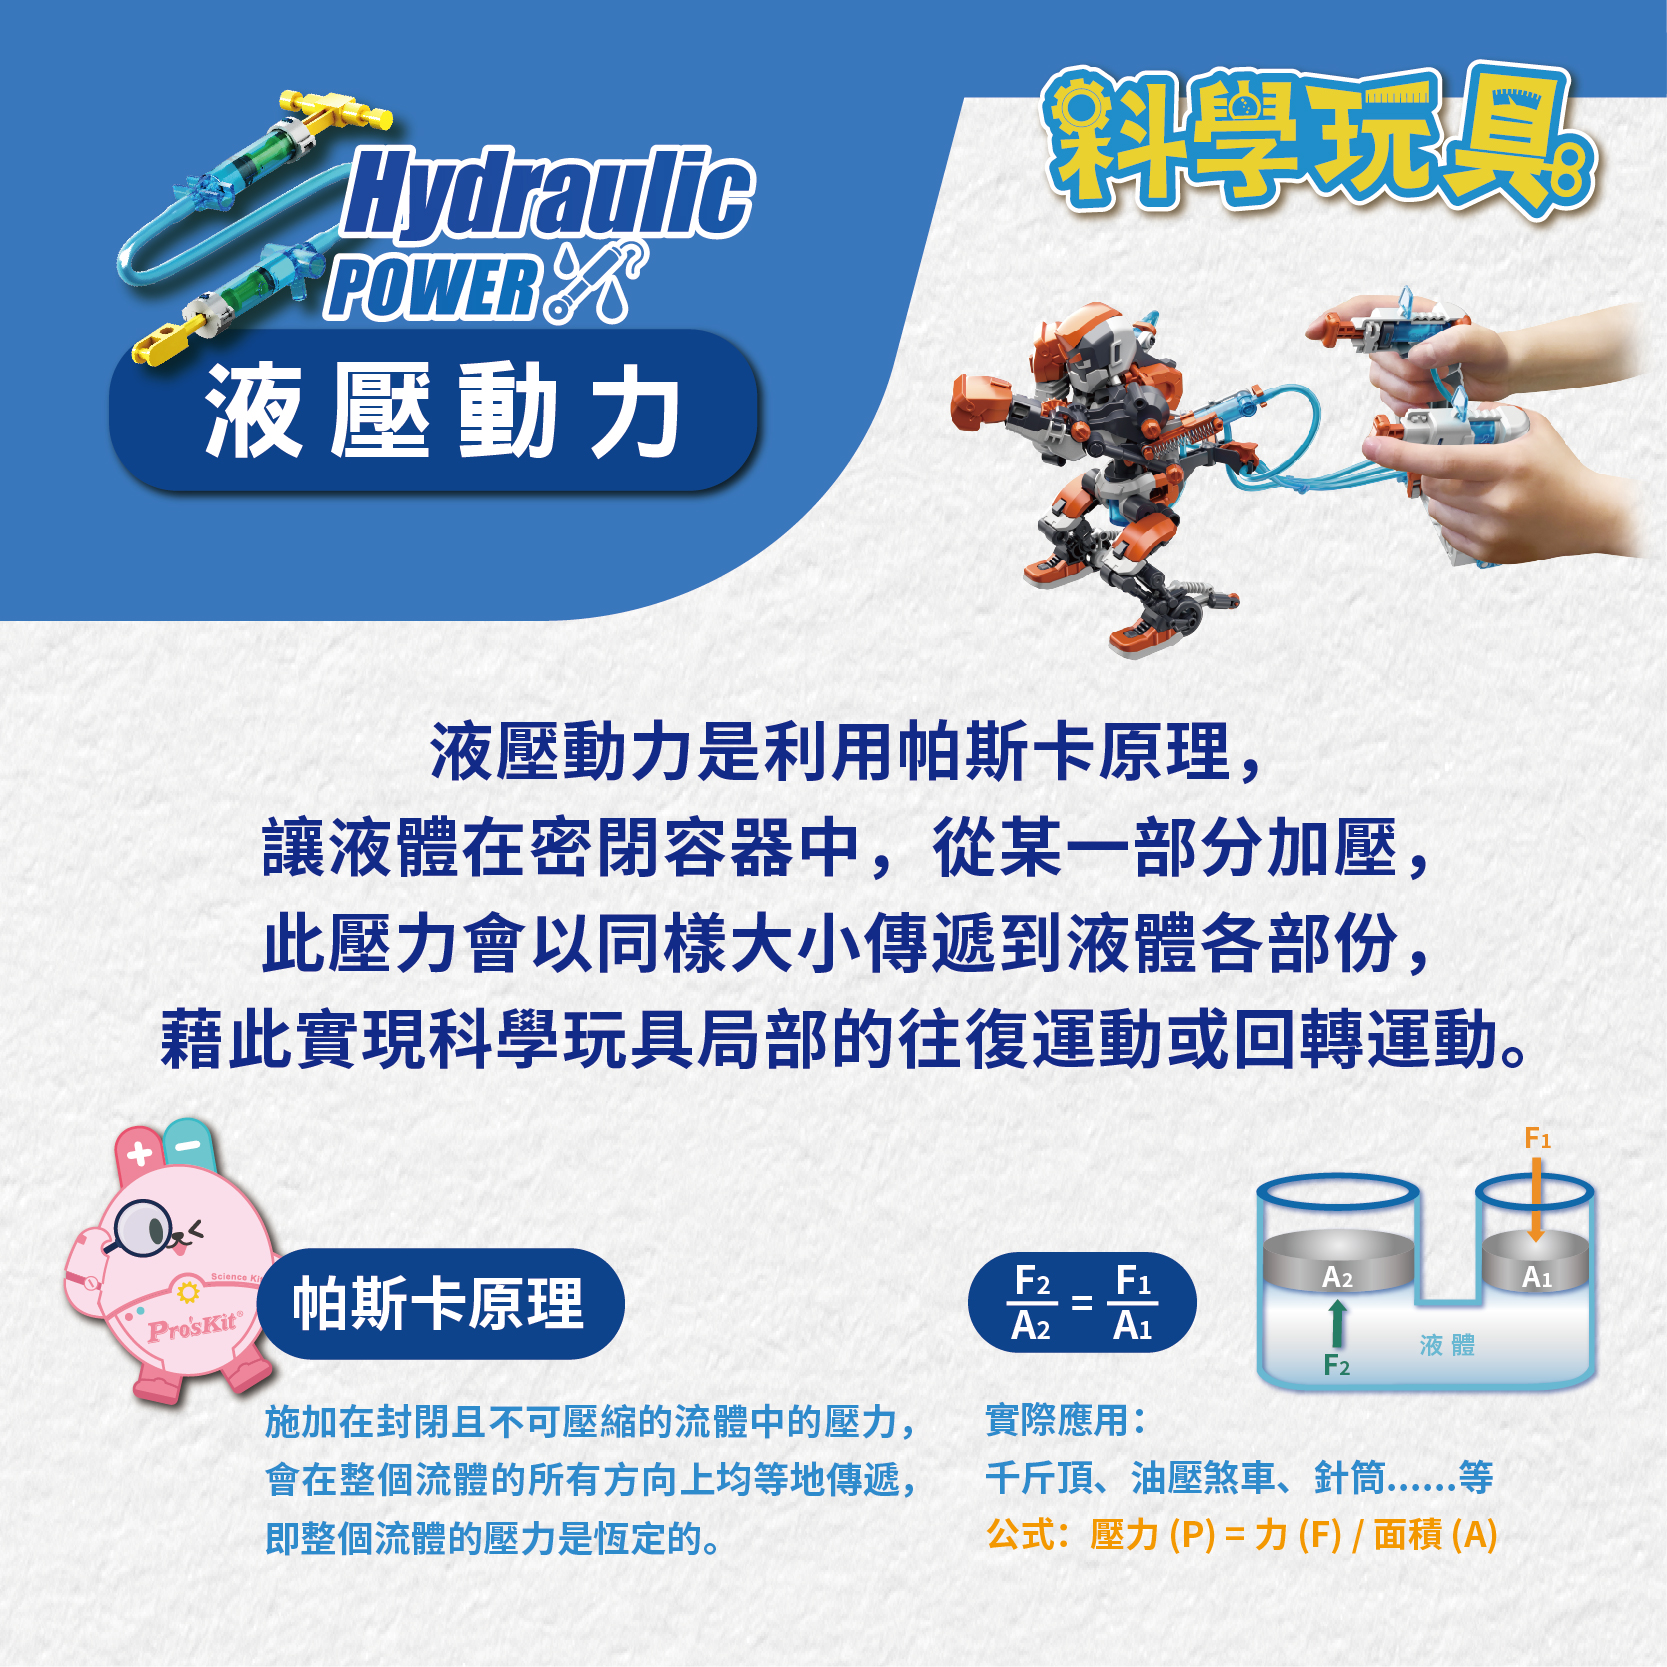 Hydraulic
POWER
液壓動力
科學玩具
液壓動力是利用帕斯卡原理，
讓液體在密閉容器中，從某一部分加壓，
此壓力會以同樣大小傳遞到液體各部份，
藉此實現科學玩具局部的往復運動或回轉運動。
+ −
Science Kit
Pro'sKit®
帕斯卡原理
施加在封閉且不可壓縮的流體中的壓力，
會在整個流體的所有方向上均等地傳遞，
即整個流體的壓力是恆定的。
F2 = F1
A2 A1
F1
A2 A1
F2
液體
實際應用：
千斤頂、油壓煞車、針筒......等
公式：壓力 (P) = 力 (F) / 面積 (A)